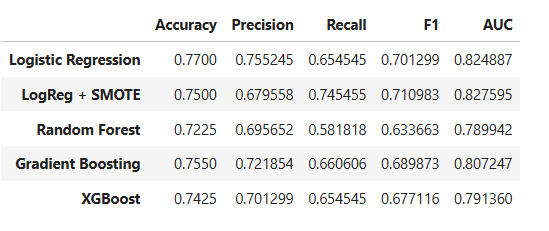 Accuracy Precision Recall F1 AUC
Logistic Regression 0.7700 0.755245 0.654545 0.701299 0.824887
LogReg + SMOTE 0.7500 0.679558 0.745455 0.710983 0.827595
Random Forest 0.7225 0.695652 0.581818 0.633663 0.789942
Gradient Boosting 0.7550 0.721854 0.660606 0.689873 0.807247
XGBoost 0.7425 0.701299 0.654545 0.677116 0.791360